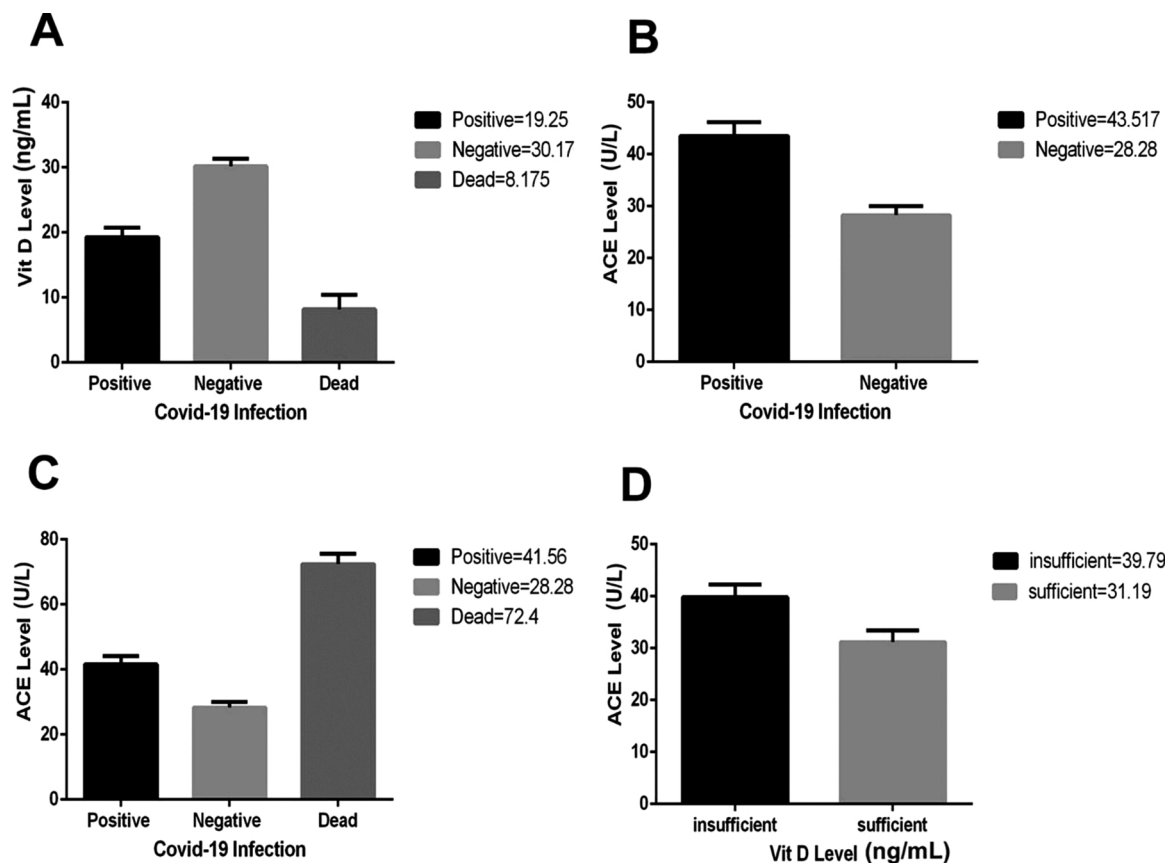 A
Vit D Level (ng/mL)
40
30
20
10
0
Positive
Negative
Dead
Covid-19 Infection
Positive=19.25
Negative=30.17
Dead=8.175
B
ACE Level (U/L)
50
40
30
20
10
0
Positive
Negative
Covid-19 Infection
Positive=43.517
Negative=28.28
C
ACE Level (U/L)
80
60
40
20
0
Positive
Negative
Dead
Covid-19 Infection
Positive=41.56
Negative=28.28
Dead=72.4
D
ACE Level (U/L)
50
40
30
20
10
0
insufficient
sufficient
Vit D Level (ng/mL)
insufficient=39.79
sufficient=31.19